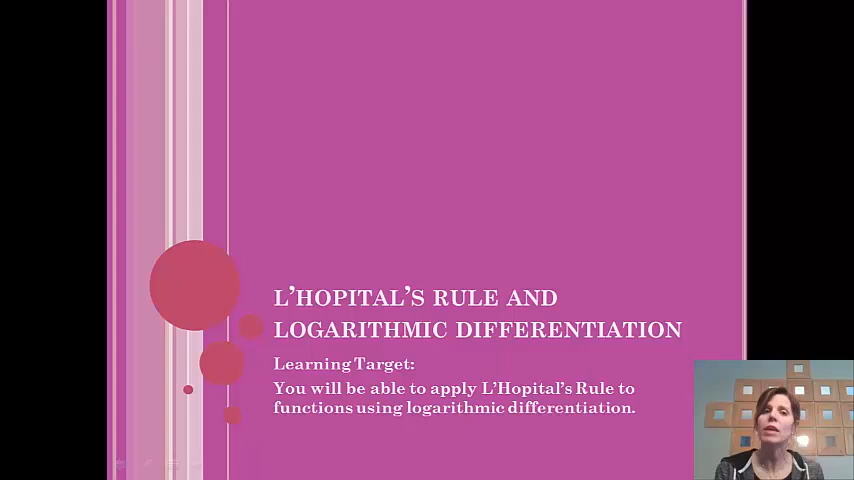 L'HOPITAL'S RULE AND
LOGARITHMIC DIFFERENTIATION
Learning Target:
You will be able to apply L'Hopital's Rule to
functions using logarithmic differentiation.